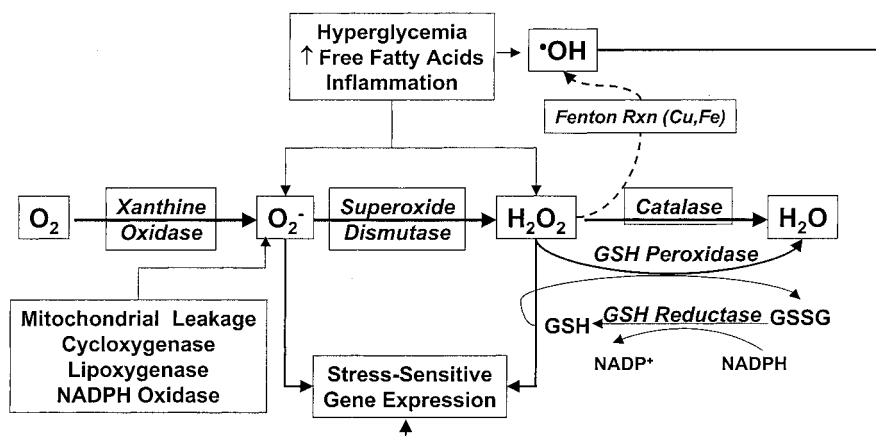 Hyperglycemia
↑ Free Fatty Acids
Inflammation
•OH
Fenton Rxn (Cu,Fe)
O₂
Xanthine
Oxidase
O₂⁻
Superoxide
Dismutase
H₂O₂
Catalase
H₂O
GSH Peroxidase
GSH
GSH Reductase
GSSG
NADP⁺
NADPH
Mitochondrial Leakage
Cycloxygenase
Lipoxygenase
NADPH Oxidase
Stress-Sensitive
Gene Expression